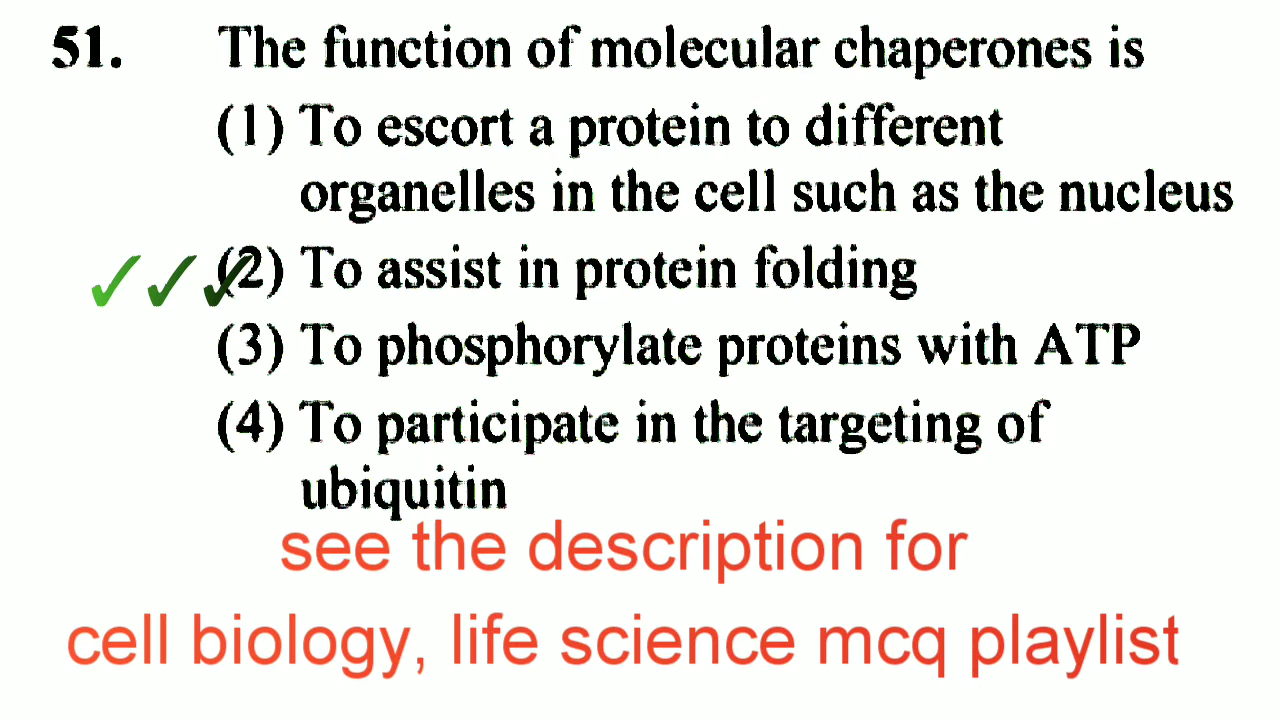 51. The function of molecular chaperones is
(1) To escort a protein to different
organelles in the cell such as the nucleus
✓✓✓(2) To assist in protein folding
(3) To phosphorylate proteins with ATP
(4) To participate in the targeting of
ubiquitin
see the description for
cell biology, life science mcq playlist